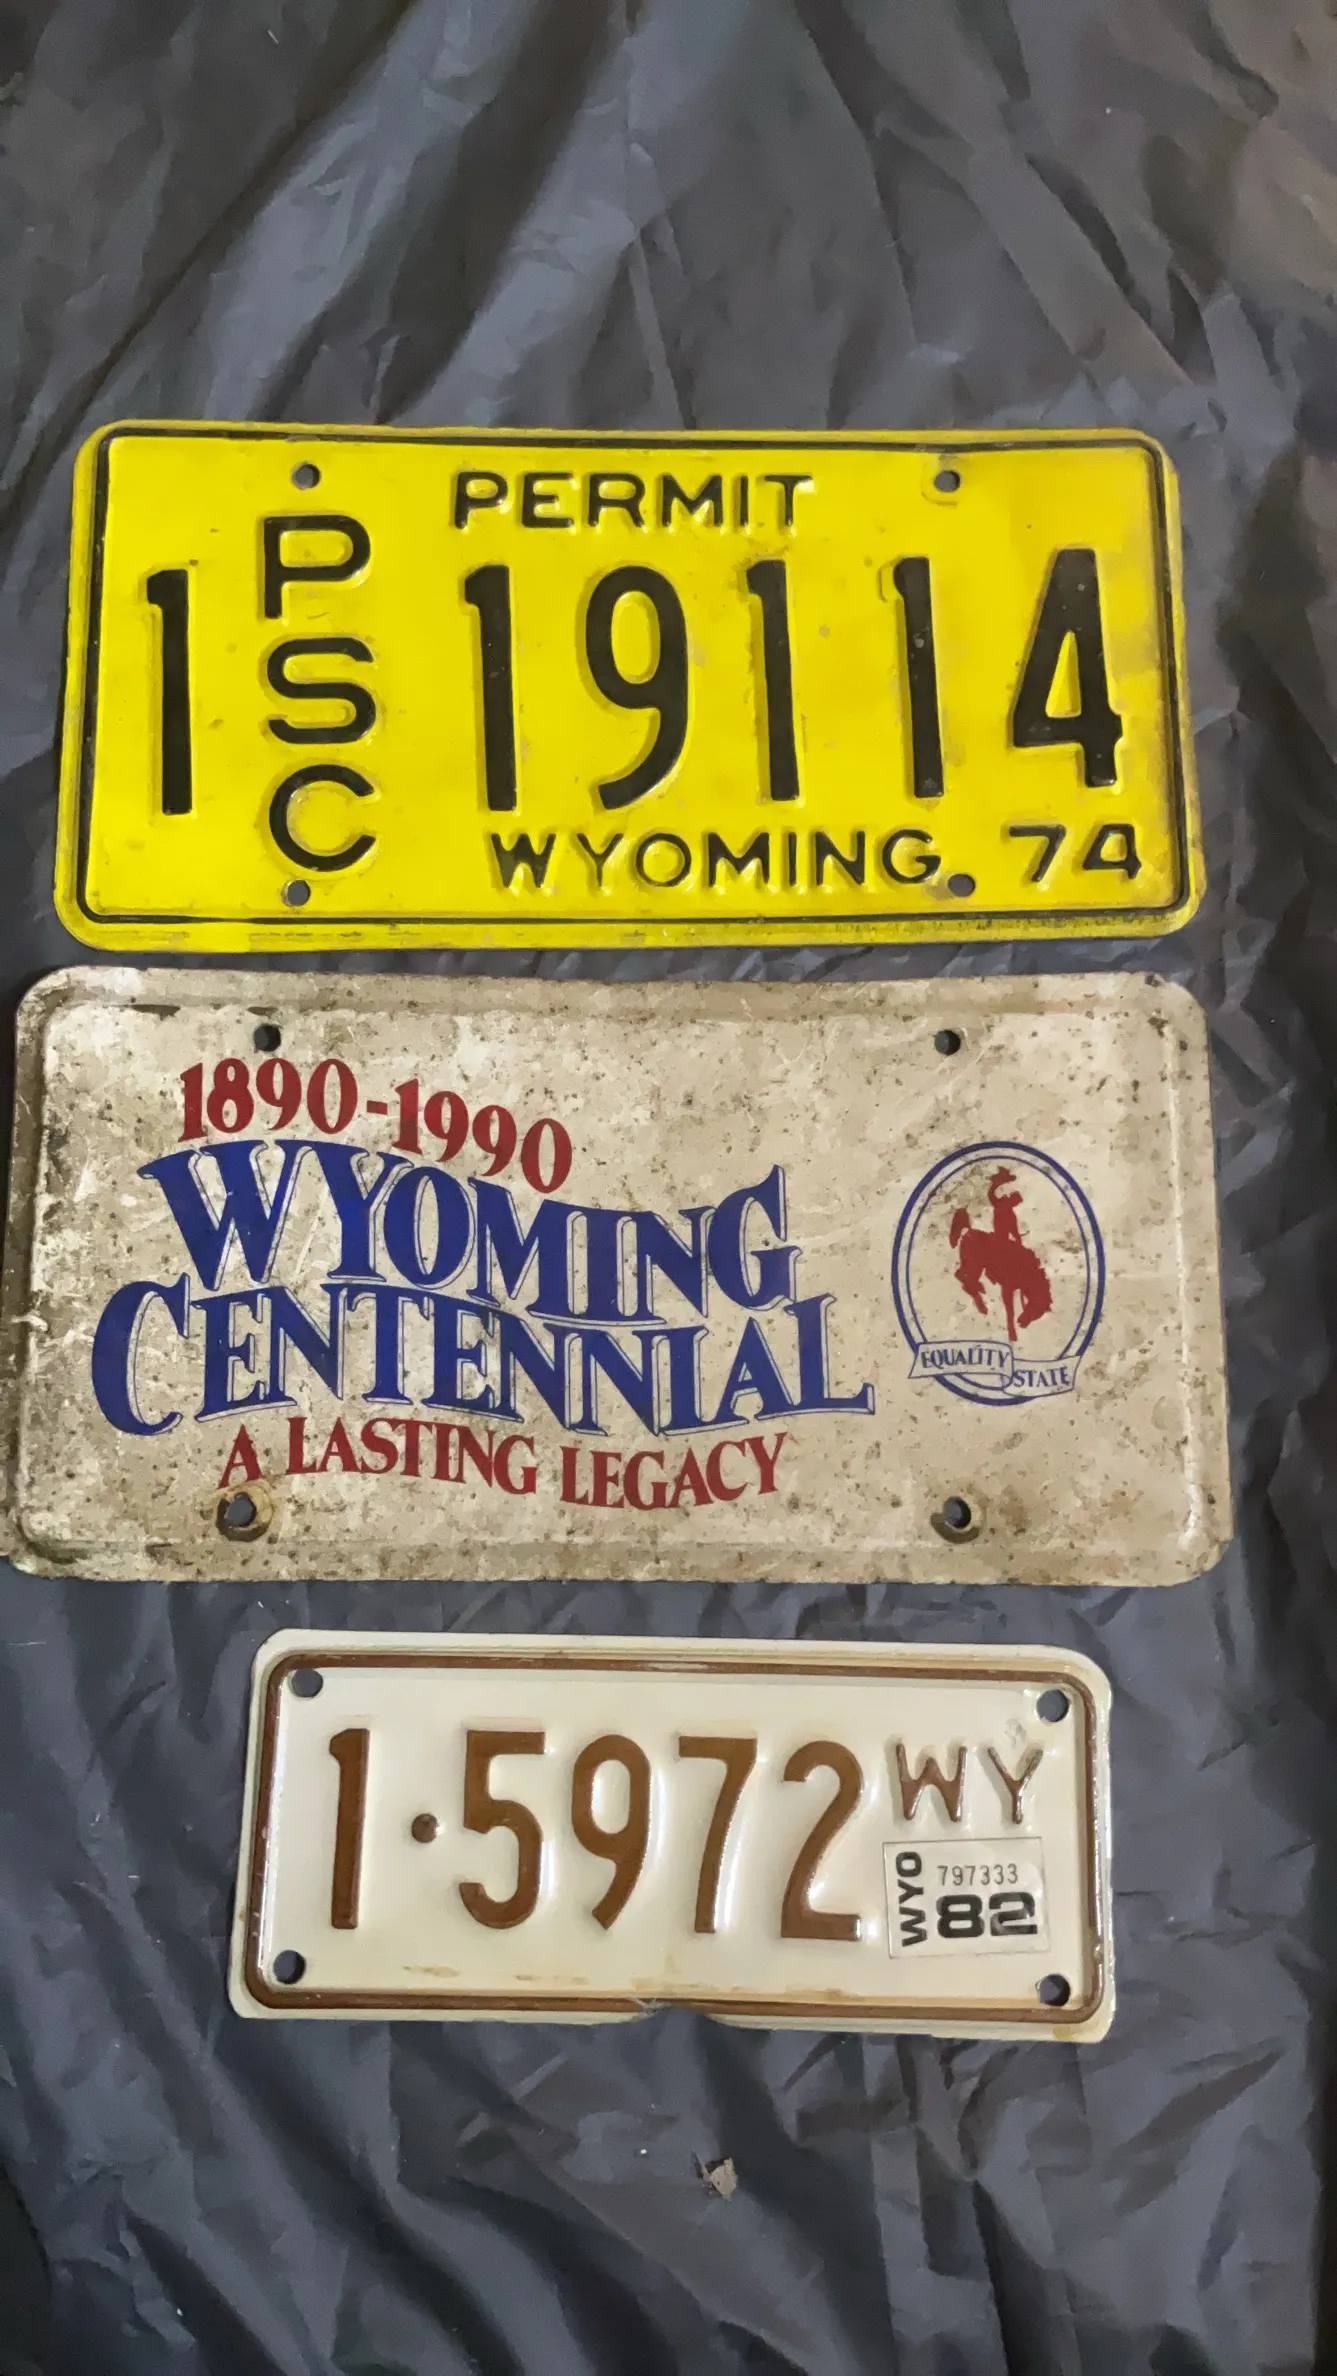 PERMIT
1 PSC 19114
WYOMING 74
1890-1990
WYOMING
CENTENNIAL
A LASTING LEGACY
EQUALITY
STATE
1·5972 WY
WYO 797333
82